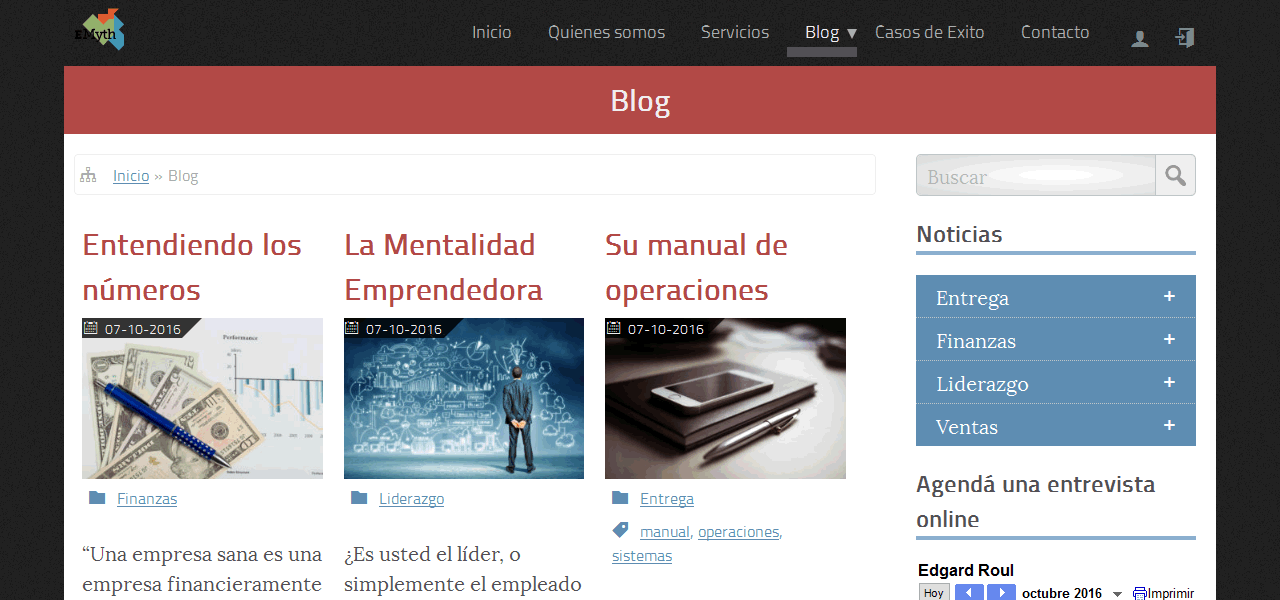 EMyth
Inicio Quienes somos Servicios Blog ▼ Casos de Exito Contacto
Blog
Inicio » Blog
Buscar
Entendiendo los
números
07-10-2016
Performance
Finanzas
“Una empresa sana es una
empresa financieramente
La Mentalidad
Emprendedora
07-10-2016
Liderazgo
¿Es usted el líder, o
simplemente el empleado
Su manual de
operaciones
07-10-2016
Entrega
manual, operaciones,
sistemas
Noticias
Entrega +
Finanzas +
Liderazgo +
Ventas +
Agendá una entrevista
online
Edgard Roul
Hoy octubre 2016 Imprimir